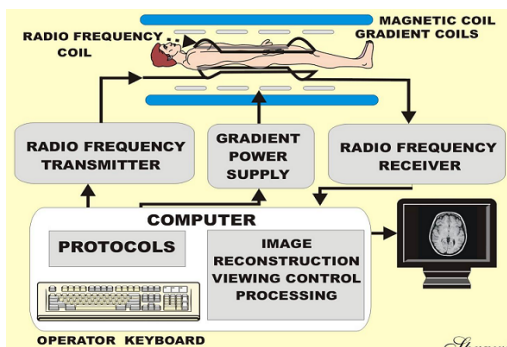 MAGNETIC COIL
RADIO FREQUENCY
COIL
GRADIENT COILS
RADIO FREQUENCY
TRANSMITTER
GRADIENT
POWER
SUPPLY
RADIO FREQUENCY
RECEIVER
COMPUTER
PROTOCOLS
IMAGE
RECONSTRUCTION
VIEWING CONTROL
PROCESSING
OPERATOR KEYBOARD